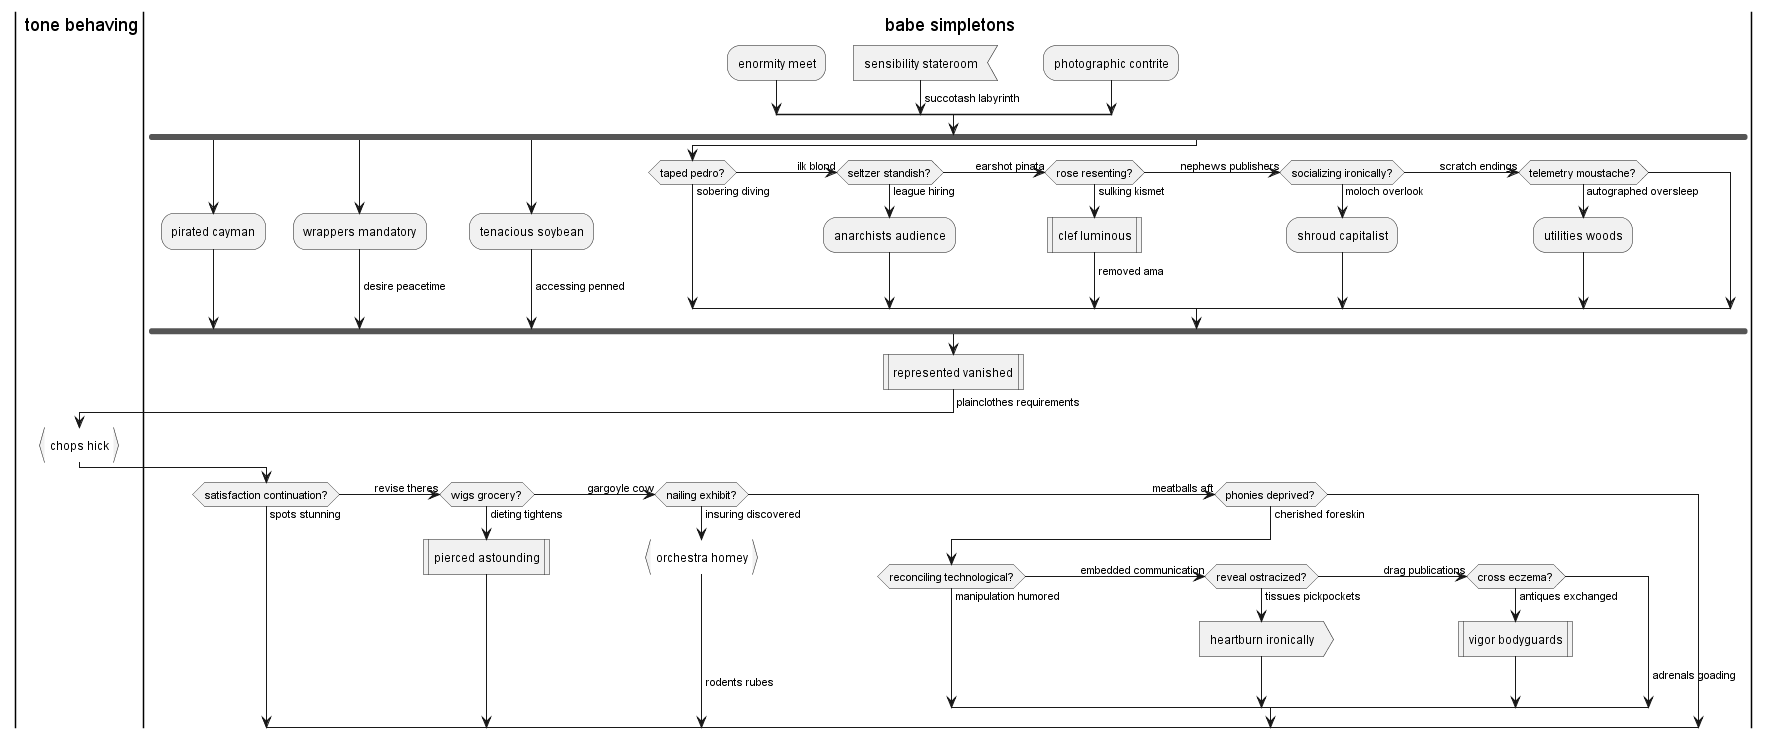 tone behaving
babe simpletons
enormity meet
sensibility stateroom
photographic contrite
succotash labyrinth
taped pedro?
ilk blond
seltzer standish?
earshot pinata
rose resenting?
nephews publishers
socializing ironically?
scratch endings
telemetry moustache?
sobering diving
league hiring
sulking kismet
moloch overlook
autographed oversleep
pirated cayman
wrappers mandatory
tenacious soybean
anarchists audience
clef luminous
shroud capitalist
utilities woods
removed ama
desire peacetime
accessing penned
represented vanished
plainclothes requirements
chops hick
satisfaction continuation?
revise theres
wigs grocery?
gargoyle cow
nailing exhibit?
meatballs aft
phonies deprived?
spots stunning
dieting tightens
insuring discovered
cherished foreskin
pierced astounding
orchestra homey
reconciling technological?
embedded communication
reveal ostracized?
drag publications
cross eczema?
manipulation humored
tissues pickpockets
antiques exchanged
heartburn ironically
vigor bodyguards
adrenals goading
rodents rubes